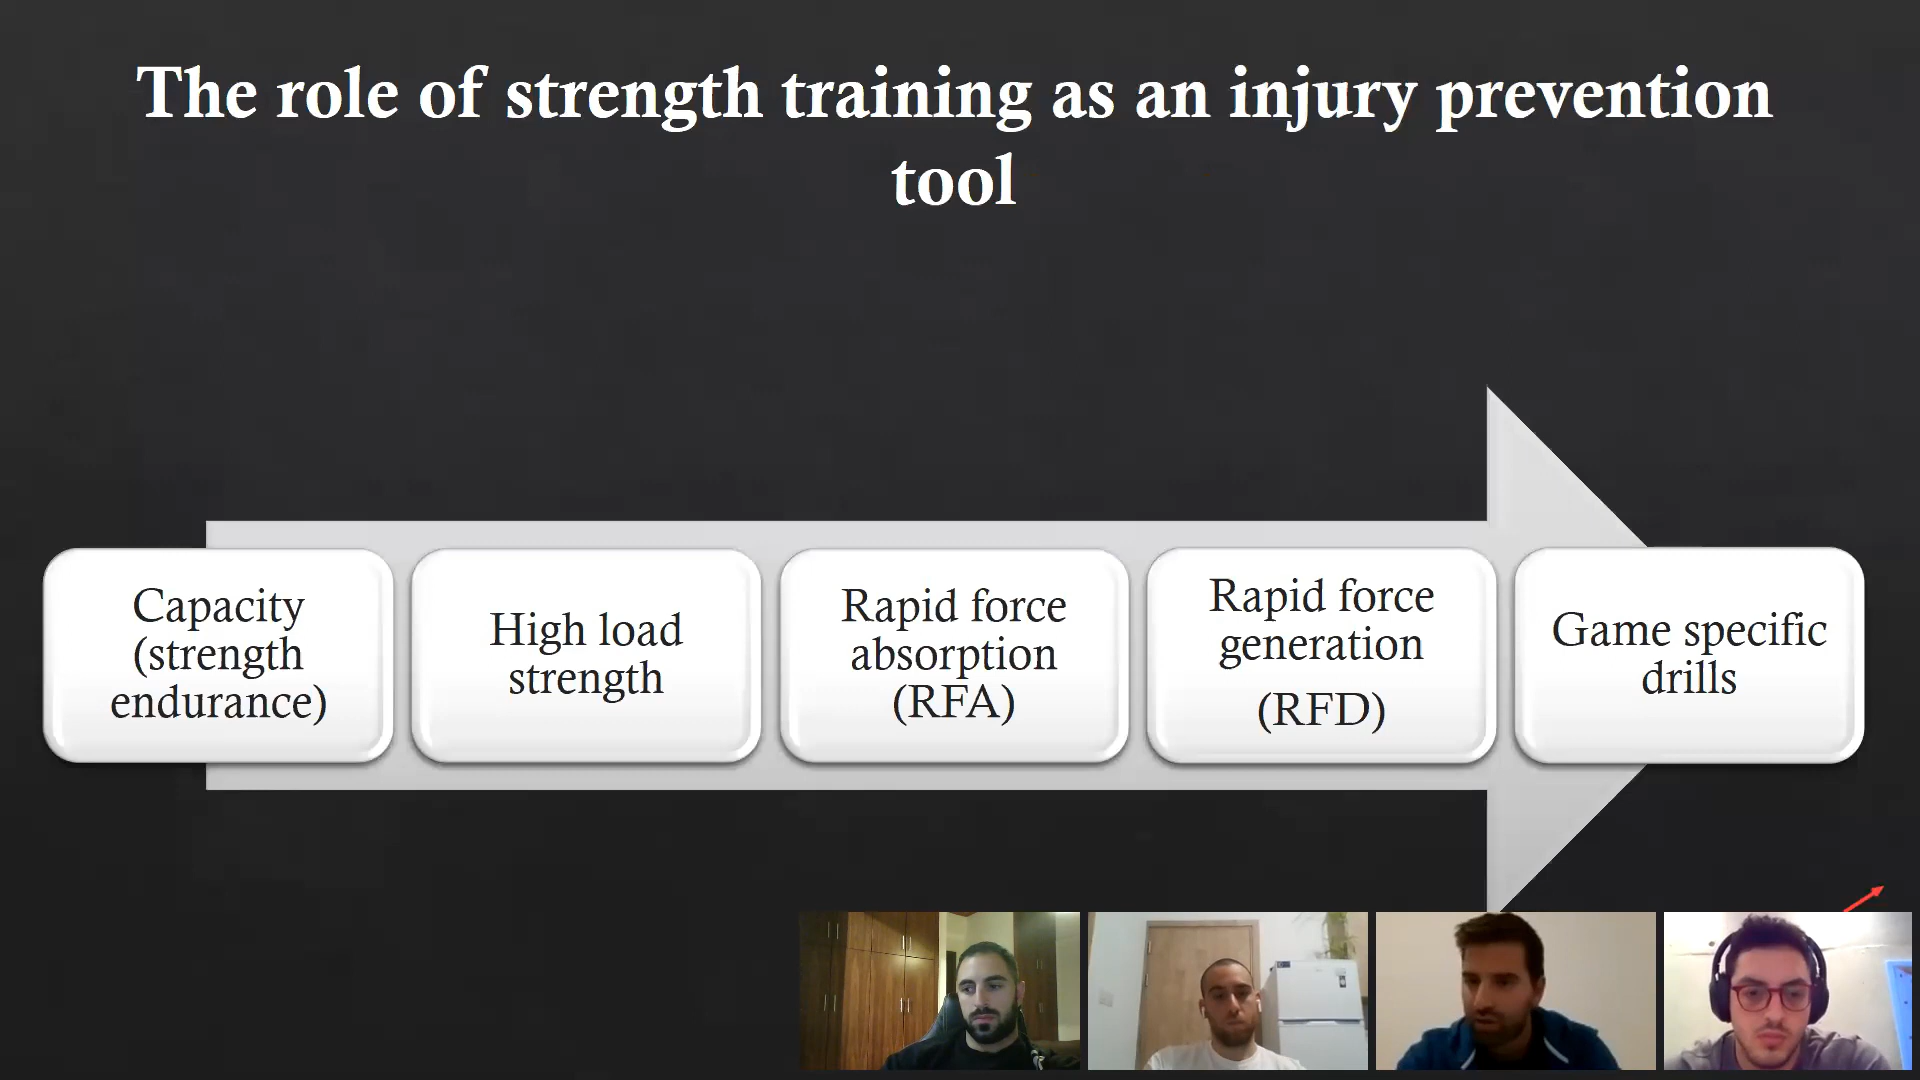 The role of strength training as an injury prevention
tool
Capacity
(strength
endurance)
High load
strength
Rapid force
absorption
(RFA)
Rapid force
generation
(RFD)
Game specific
drills